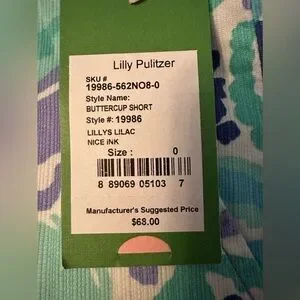 Lilly Pulitzer
SKU #
19986-562NO8-0
Style Name:
BUTTERCUP SHORT
Style #: 19986
LILLYS LILAC
NICE INK
Size : 0
8 89069 05103 7
Manufacturer's Suggested Price
$68.00